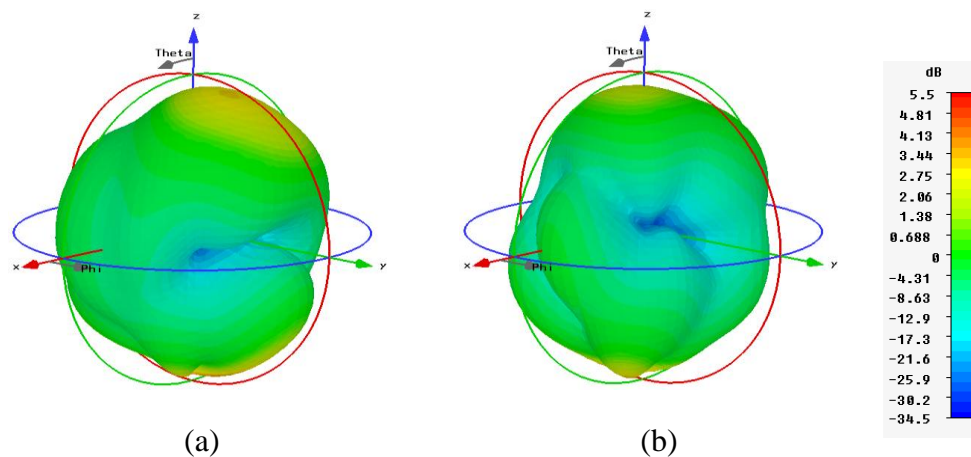 z
Theta
x
Phi
y
(a)
z
Theta
x
Phi
y
(b)
dB
5.5
4.81
4.13
3.44
2.75
2.06
1.38
0.688
0
-4.31
-8.63
-12.9
-17.3
-21.6
-25.9
-30.2
-34.5